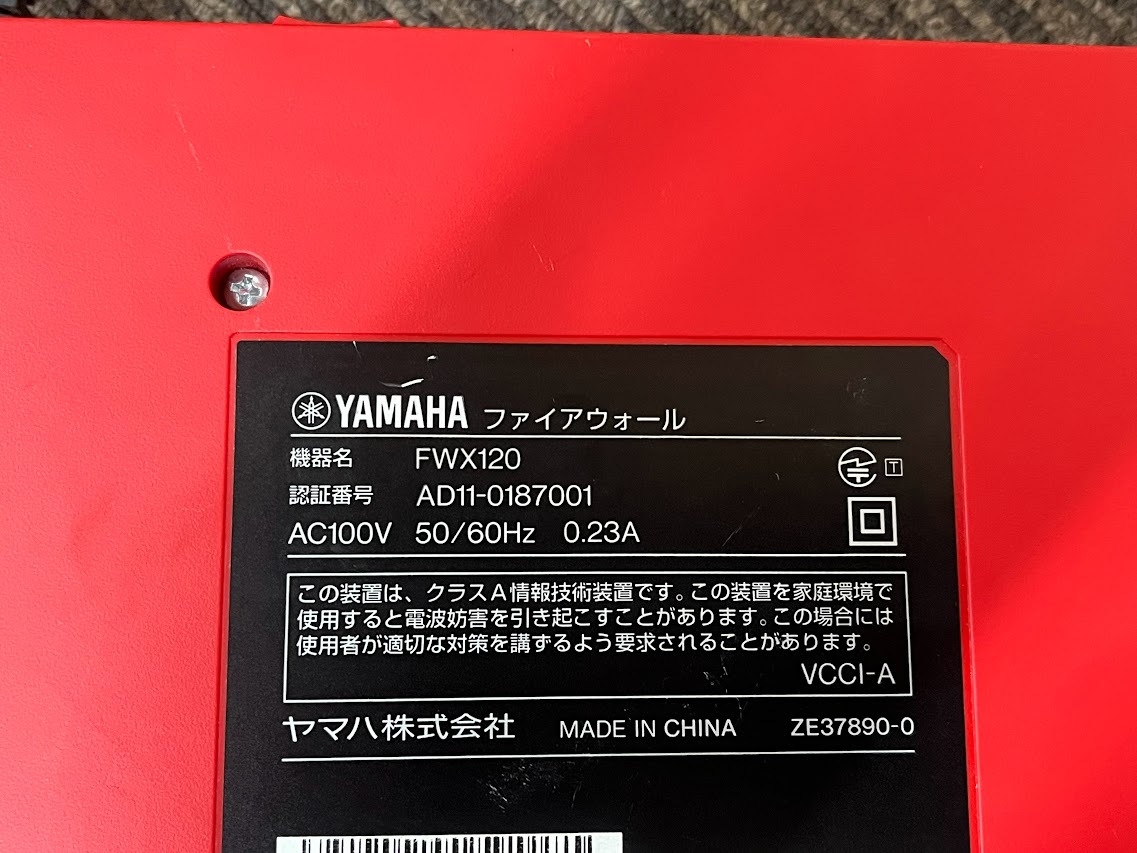 YAMAHA ファイアウォール
機器名 FWX120
認証番号 AD11-0187001
T
AC100V 50/60Hz 0.23A
この装置は、クラスA情報技術装置です。この装置を家庭環境で
使用すると電波妨害を引き起こすことがあります。この場合には
使用者が適切な対策を講ずるよう要求されることがあります。
VCCI-A
ヤマハ株式会社 MADE IN CHINA ZE37890-0